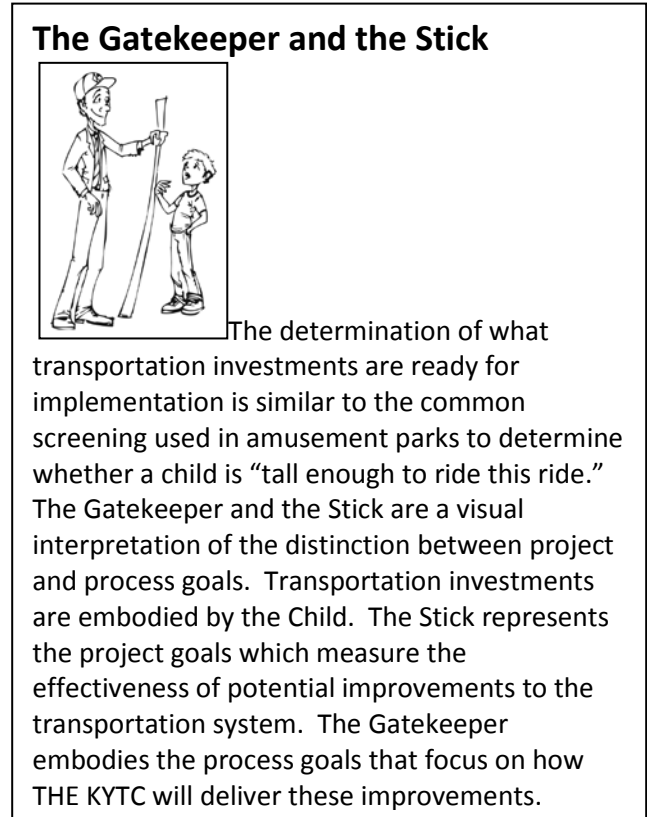 The Gatekeeper and the Stick
The determination of what
transportation investments are ready for
implementation is similar to the common
screening used in amusement parks to determine
whether a child is “tall enough to ride this ride.”
The Gatekeeper and the Stick are a visual
interpretation of the distinction between project
and process goals.  Transportation investments
are embodied by the Child.  The Stick represents
the project goals which measure the
effectiveness of potential improvements to the
transportation system.  The Gatekeeper
embodies the process goals that focus on how
THE KYTC will deliver these improvements.